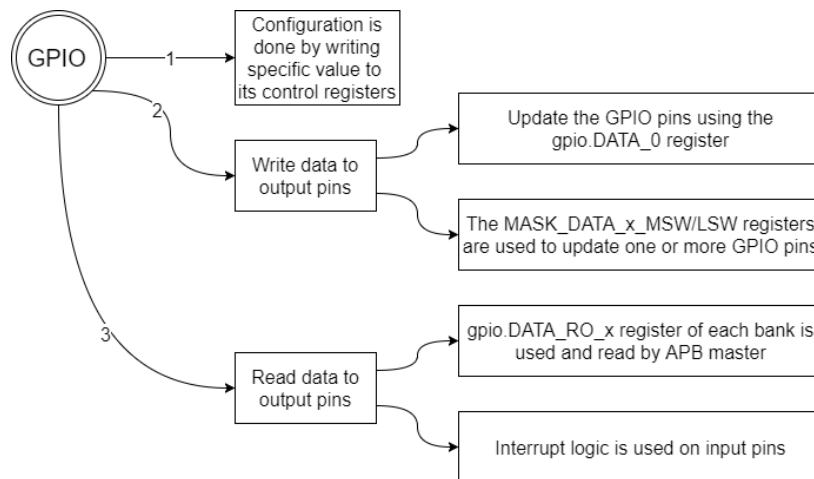 GPIO
1
Configuration is
done by writing
specific value to
its control registers
2
Write data to
output pins
Update the GPIO pins using the
gpio.DATA_0 register
The MASK_DATA_x_MSW/LSW registers
are used to update one or more GPIO pins
3
Read data to
output pins
gpio.DATA_RO_x register of each bank is
used and read by APB master
Interrupt logic is used on input pins